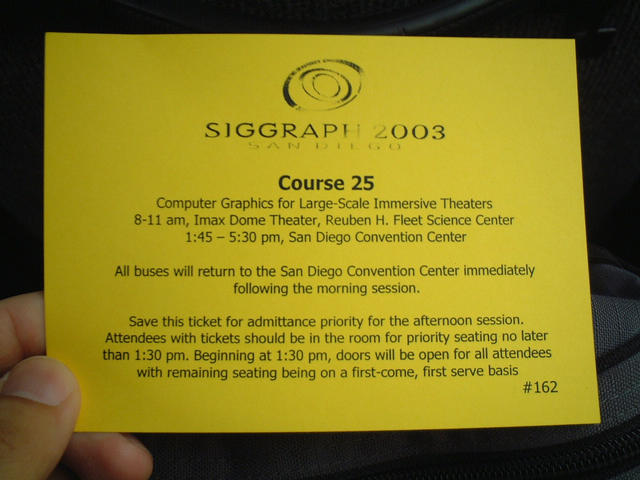 SIGGRAPH 2003
SAN DIEGO
Course 25
Computer Graphics for Large-Scale Immersive Theaters
8-11 am, Imax Dome Theater, Reuben H. Fleet Science Center
1:45 – 5:30 pm, San Diego Convention Center
All buses will return to the San Diego Convention Center immediately
following the morning session.
Save this ticket for admittance priority for the afternoon session.
Attendees with tickets should be in the room for priority seating no later
than 1:30 pm. Beginning at 1:30 pm, doors will be open for all attendees
with remaining seating being on a first-come, first serve basis
#162